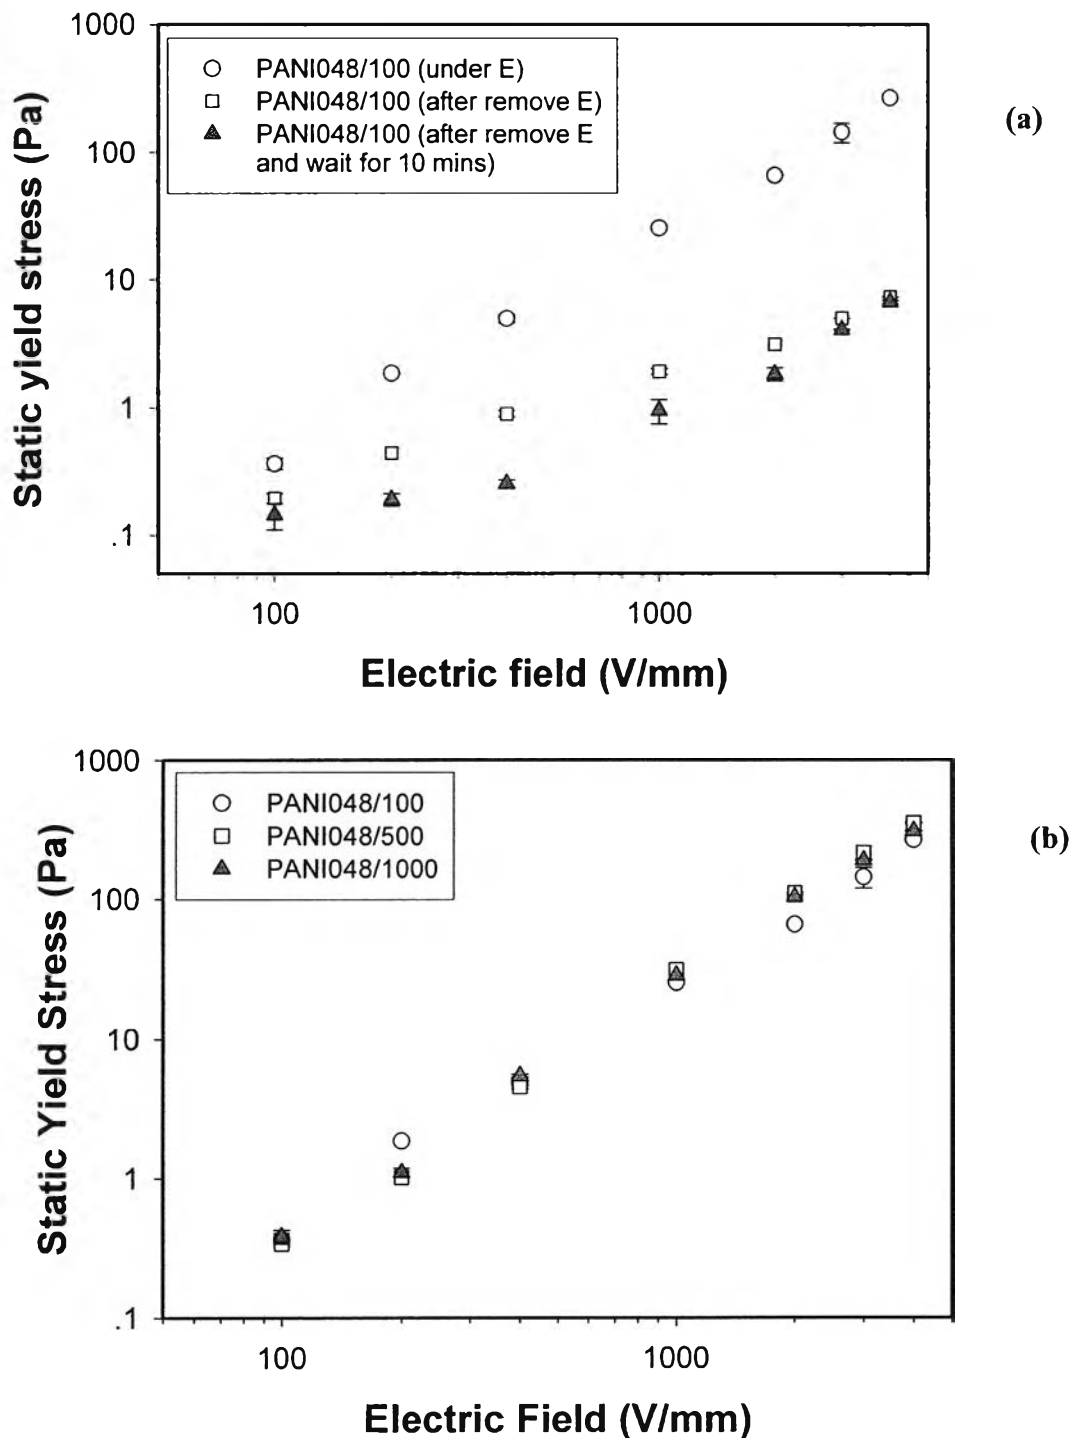 1000
100
10
1
.1
Static yield stress (Pa)
PANI048/100 (under E)
PANI048/100 (after remove E)
PANI048/100 (after remove E
and wait for 10 mins)
(a)
100 1000
Electric field (V/mm)
1000
100
10
1
.1
Static Yield Stress (Pa)
PANI048/100
PANI048/500
PANI048/1000
(b)
100 1000
Electric Field (V/mm)